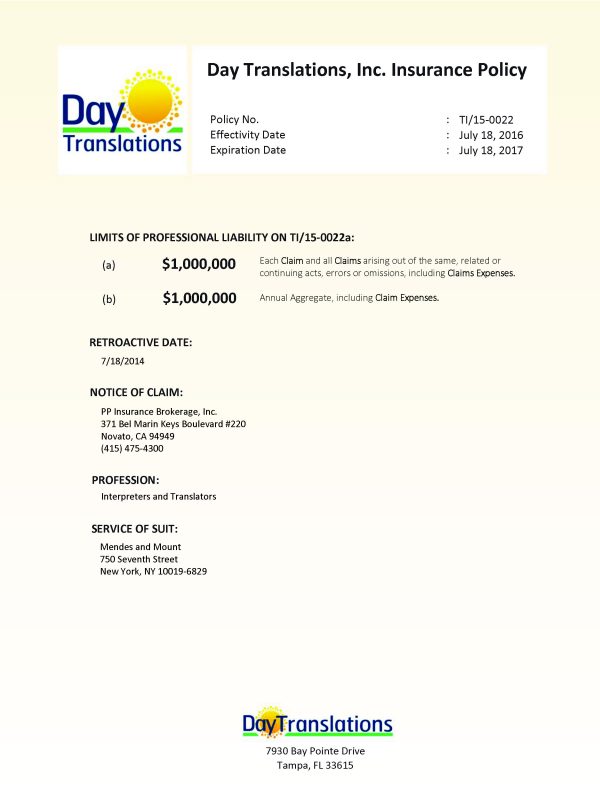 Day Translations, Inc. Insurance Policy
Day
Translations
Policy No. : TI/15-0022
Effectivity Date : July 18, 2016
Expiration Date : July 18, 2017
LIMITS OF PROFESSIONAL LIABILITY ON TI/15-0022a:
(a) $1,000,000 Each Claim and all Claims arising out of the same, related or
continuing acts, errors or omissions, including Claims Expenses.
(b) $1,000,000 Annual Aggregate, including Claim Expenses.
RETROACTIVE DATE:
7/18/2014
NOTICE OF CLAIM:
PP Insurance Brokerage, Inc.
371 Bel Marin Keys Boulevard #220
Novato, CA 94949
(415) 475-4300
PROFESSION:
Interpreters and Translators
SERVICE OF SUIT:
Mendes and Mount
750 Seventh Street
New York, NY 10019-6829
DayTranslations
7930 Bay Pointe Drive
Tampa, FL 33615